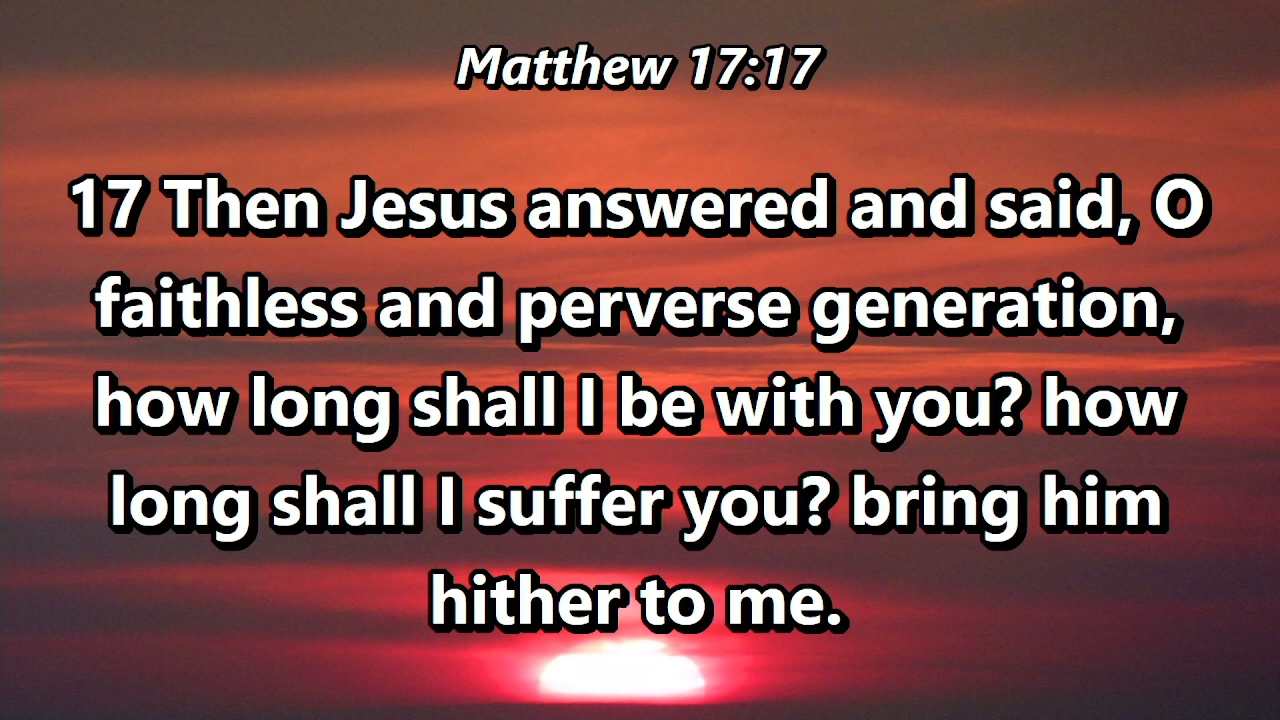 Matthew 17:17
17 Then Jesus answered and said, O
faithless and perverse generation,
how long shall I be with you? how
long shall I suffer you? bring him
hither to me.